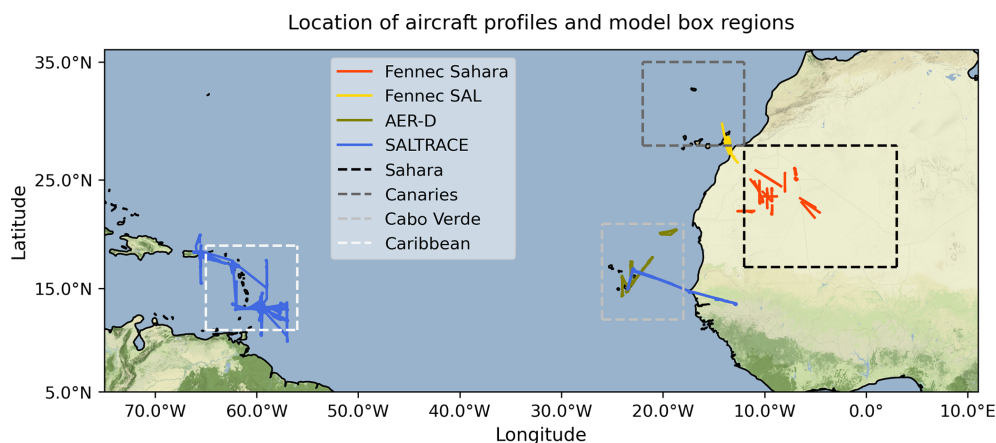 Location of aircraft profiles and model box regions
35.0°N
25.0°N
15.0°N
5.0°N
Latitude
Fennec Sahara
Fennec SAL
AER-D
SALTRACE
Sahara
Canaries
Cabo Verde
Caribbean
70.0°W 60.0°W 50.0°W 40.0°W 30.0°W 20.0°W 10.0°W 0.0° 10.0°E
Longitude